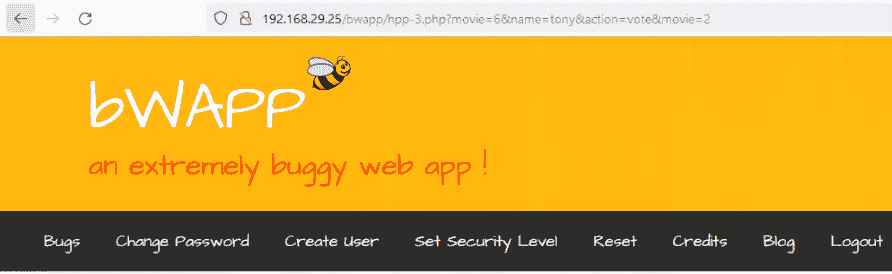 192.168.29.25/bwapp/hpp-3.php?movie=6&name=tony&action=vote&movie=2
bWAPP
an extremely buggy web app !
Bugs Change Password Create User Set Security Level Reset Credits Blog Logout